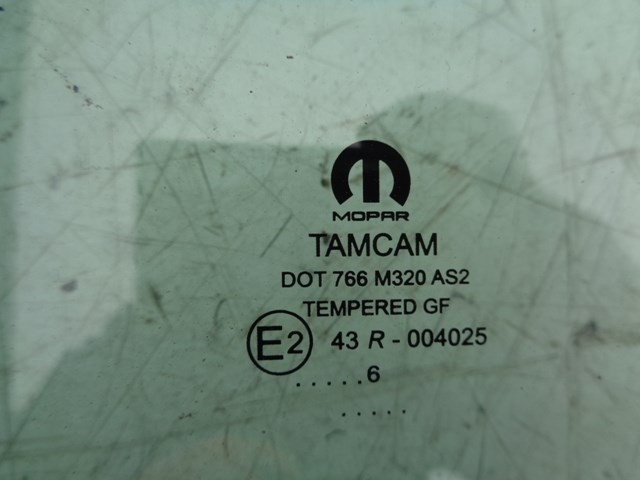 MOPAR
TAMCAM
DOT 766 M320 AS2
TEMPERED GF
E2 43 R - 004025
.....6
.....